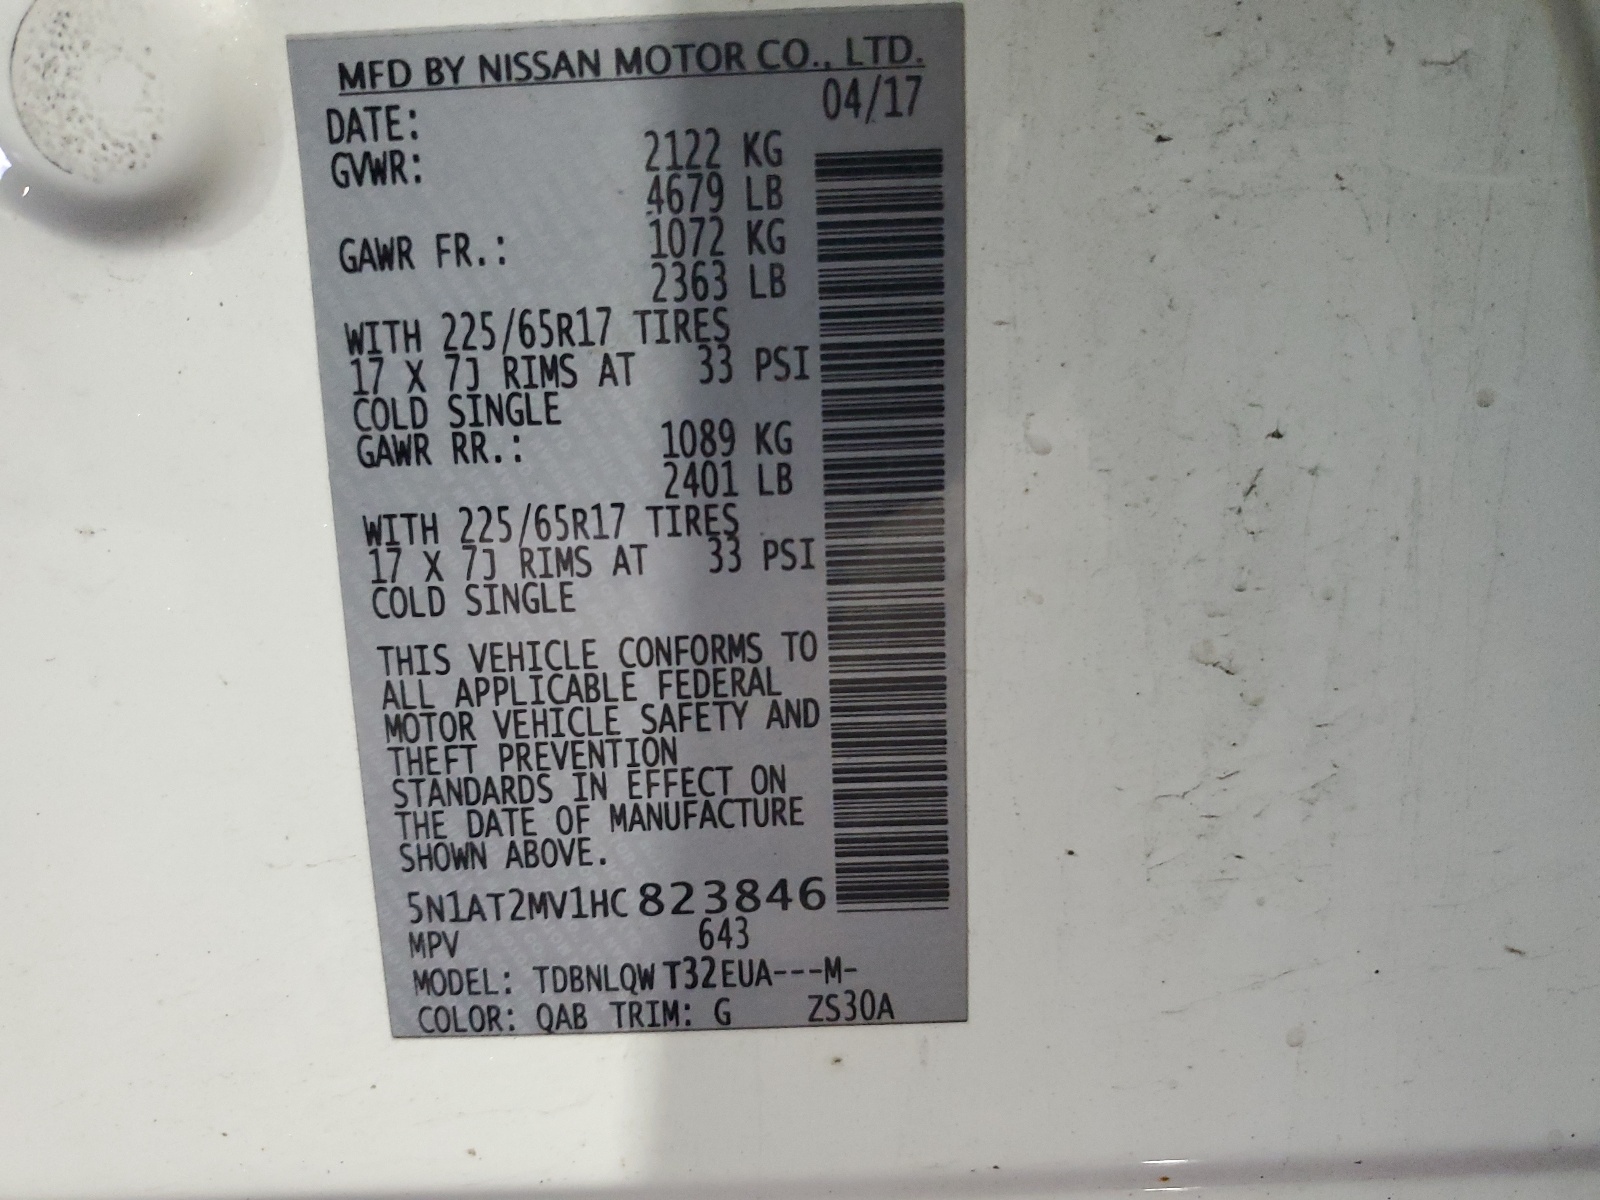 MFD BY NISSAN MOTOR CO., LTD.
DATE: 04/17
GVWR: 2122 KG
4679 LB
GAWR FR.: 1072 KG
2363 LB
WITH 225/65R17 TIRES
17 X 7J RIMS AT 33 PSI
COLD SINGLE
GAWR RR.: 1089 KG
2401 LB
WITH 225/65R17 TIRES
17 X 7J RIMS AT 33 PSI
COLD SINGLE
THIS VEHICLE CONFORMS TO
ALL APPLICABLE FEDERAL
MOTOR VEHICLE SAFETY AND
THEFT PREVENTION
STANDARDS IN EFFECT ON
THE DATE OF MANUFACTURE
SHOWN ABOVE.
5N1AT2MV1HC823846
MPV 643
MODEL: TDBNLQW T32EUA---M-
COLOR: QAB TRIM: G ZS30A